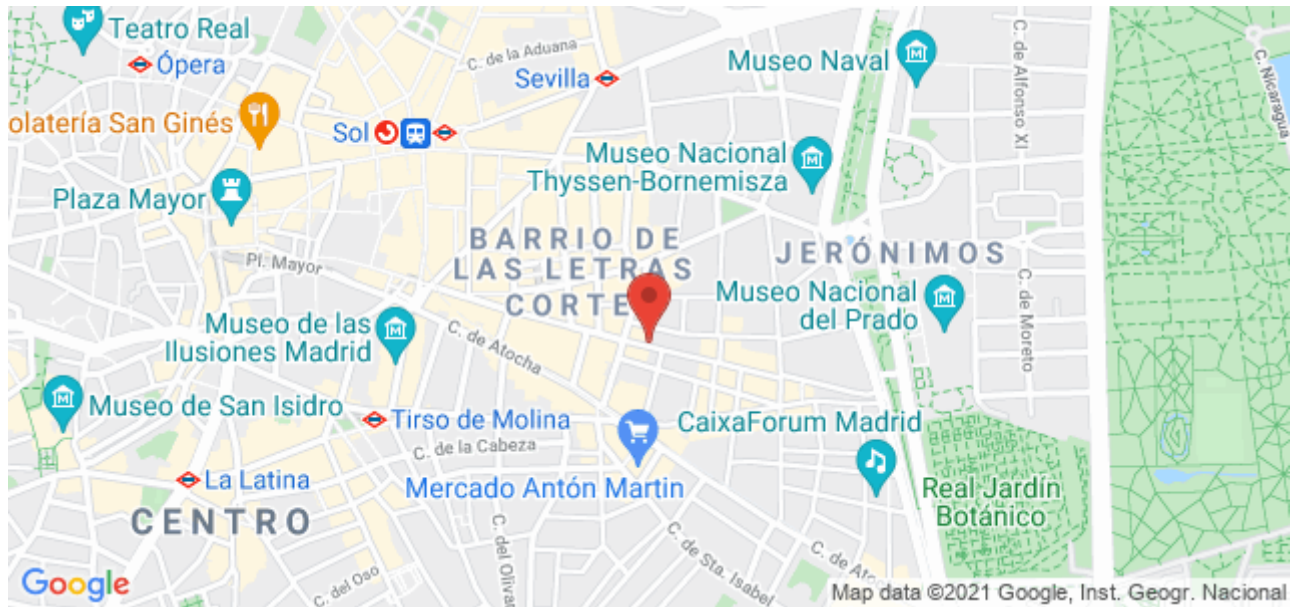 Teatro Real
Ópera
C. de la Aduana
Sevilla
Museo Naval
C. de Alfonso XI
C. Nicaragua
olatería San Ginés
Sol
Museo Nacional
Thyssen-Bornemisza
Plaza Mayor
BARRIO DE
LAS LETRAS
CORTE
JERÓNIMOS
Pl. Mayor
Museo Nacional
del Prado
C. de Moreto
Museo de las
Ilusiones Madrid
C. de Atocha
Museo de San Isidro
Tirso de Molina
CaixaForum Madrid
C. de la Cabeza
La Latina
Mercado Antón Martin
Real Jardín
Botánico
CENTRO
C. del Olivar
C. de Sta. Isabel
C. de Ato
C. del Oso
Google
Map data ©2021 Google, Inst. Geogr. Nacional